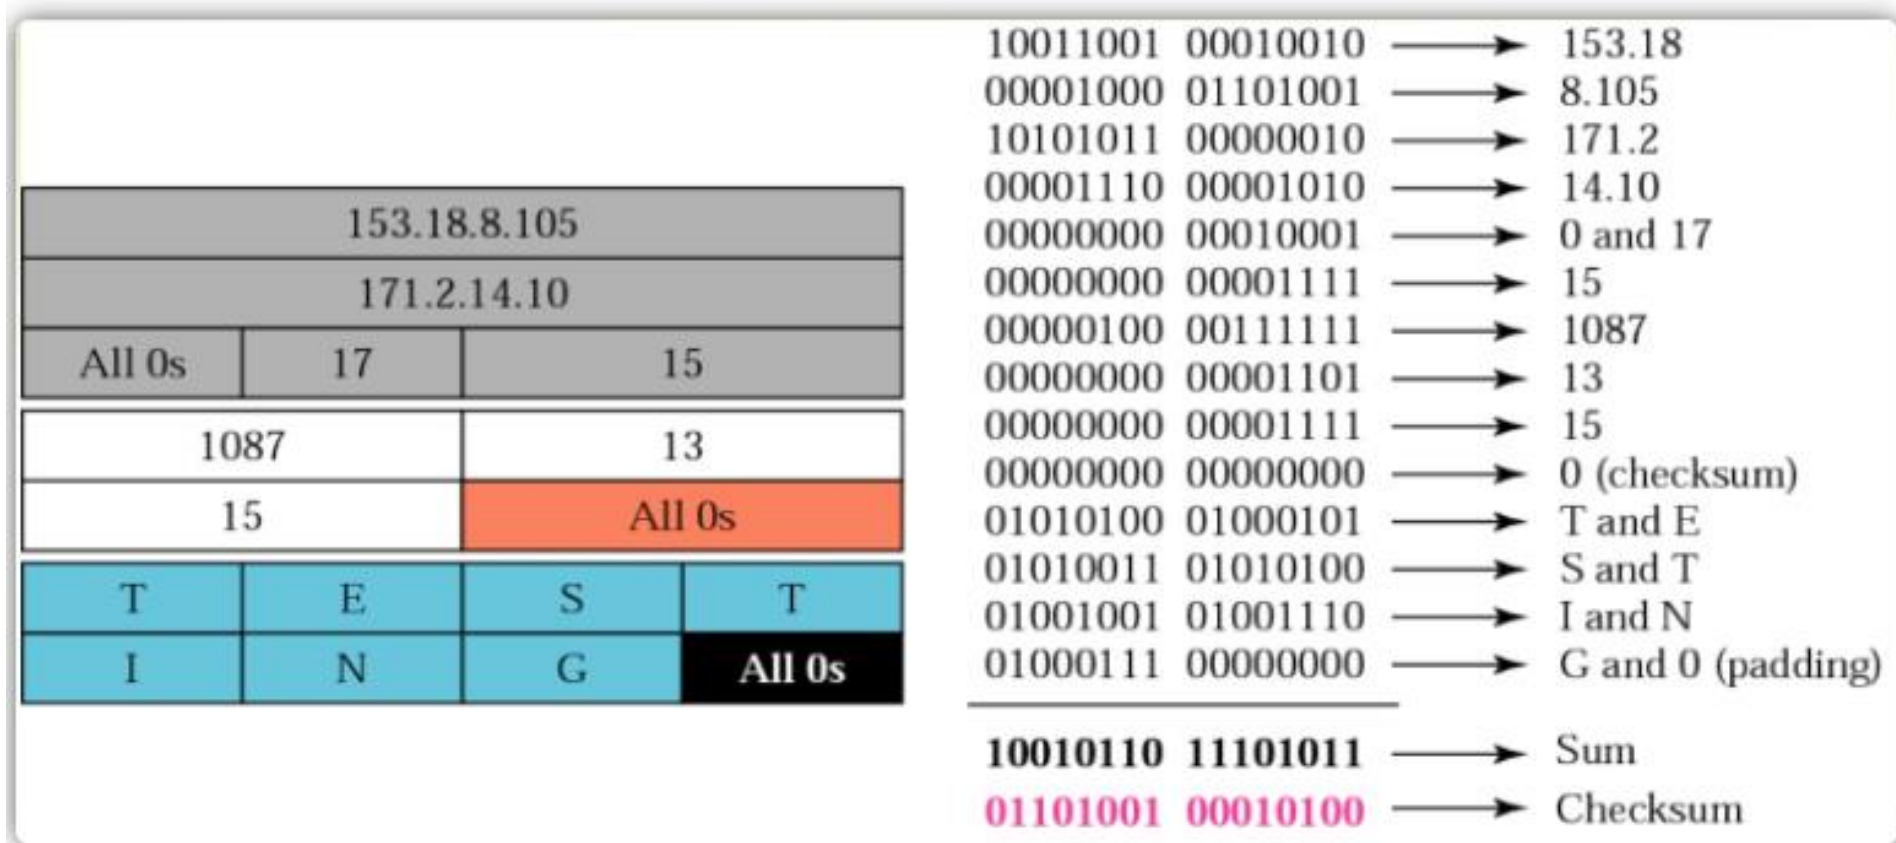 153.18.8.105
171.2.14.10
All 0s 17 15
1087 13
15 All 0s
T E S T
I N G All 0s
10011001 00010010 153.18
00001000 01101001 8.105
10101011 00000010 171.2
00001110 00001010 14.10
00000000 00010001 0 and 17
00000000 00001111 15
00000100 00111111 1087
00000000 00001101 13
00000000 00001111 15
00000000 00000000 0 (checksum)
01010100 01000101 T and E
01010011 01010100 S and T
01001001 01001110 I and N
01000111 00000000 G and 0 (padding)
10010110 11101011 Sum
01101001 00010100 Checksum